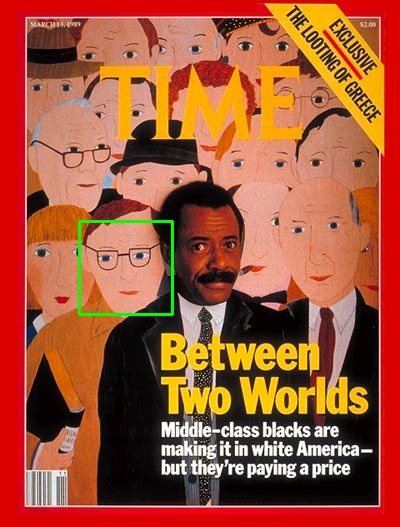 MARCH 13, 1989
$2.00
EXCLUSIVE
THE LOOTING OF GREECE
TIME
Between
Two Worlds
Middle-class blacks are
making it in white America—
but they're paying a price
11